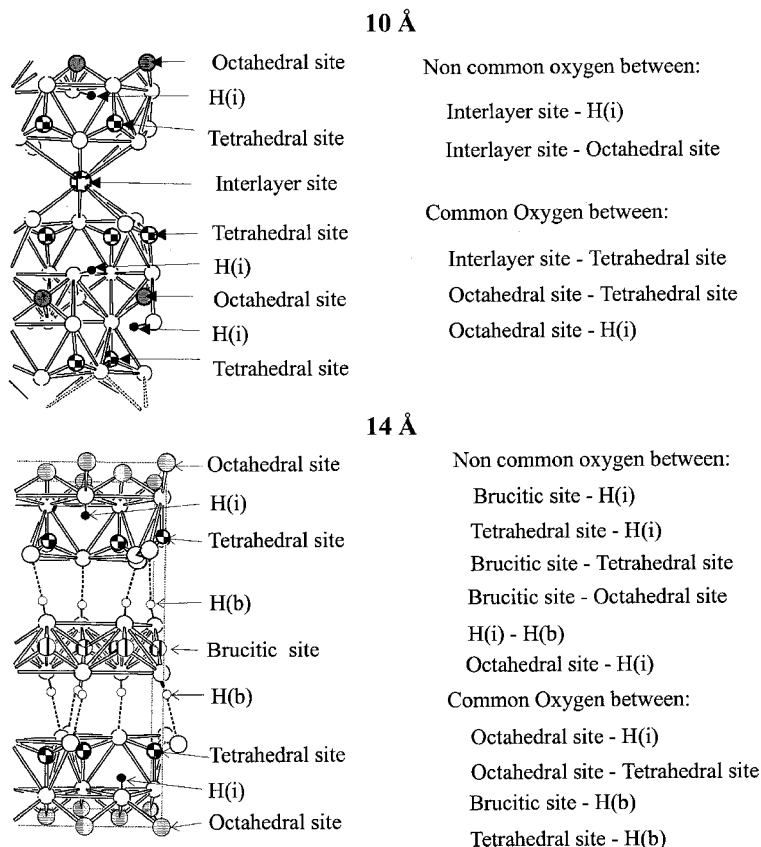 10 Å
Octahedral site
H(i)
Tetrahedral site
Interlayer site
Tetrahedral site
H(i)
Octahedral site
H(i)
Tetrahedral site
Non common oxygen between:
Interlayer site - H(i)
Interlayer site - Octahedral site
Common Oxygen between:
Interlayer site - Tetrahedral site
Octahedral site - Tetrahedral site
Octahedral site - H(i)
14 Å
Octahedral site
H(i)
Tetrahedral site
H(b)
Brucitic site
H(b)
Tetrahedral site
H(i)
Octahedral site
Non common oxygen between:
Brucitic site - H(i)
Tetrahedral site - H(i)
Brucitic site - Tetrahedral site
Brucitic site - Octahedral site
H(i) - H(b)
Octahedral site - H(i)
Common Oxygen between:
Octahedral site - H(i)
Octahedral site - Tetrahedral site
Brucitic site - H(b)
Tetrahedral site - H(b)